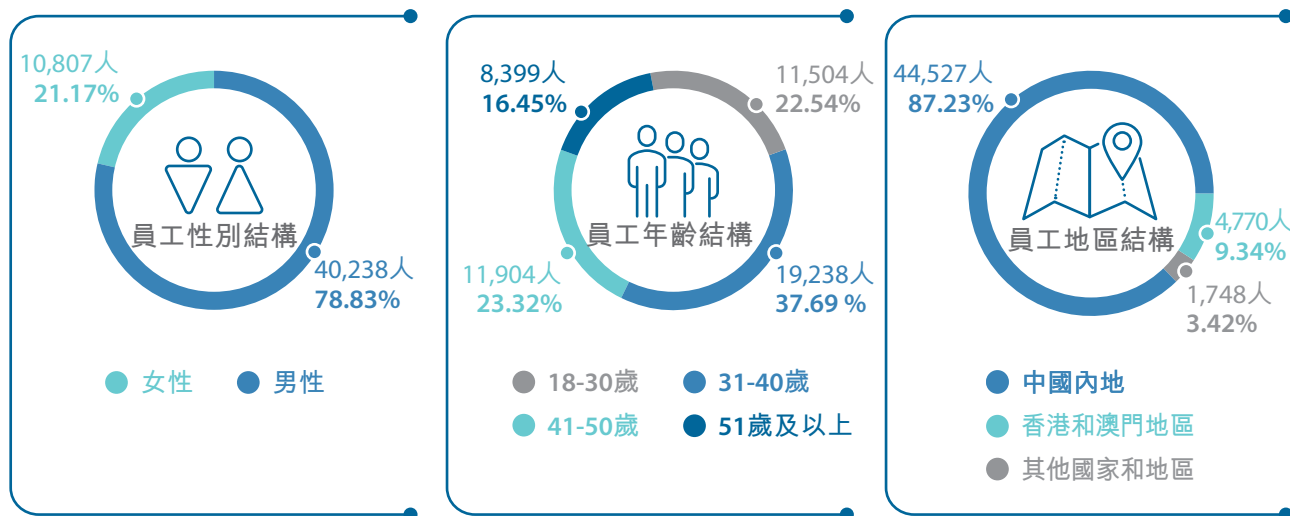 10,807人
21.17%
員工性別結構
40,238人
78.83%
女性
男性
8,399人
16.45%
11,504人
22.54%
員工年齡結構
11,904人
23.32%
19,238人
37.69 %
18-30歲
31-40歲
41-50歲
51歲及以上
44,527人
87.23%
員工地區結構
4,770人
9.34%
1,748人
3.42%
中國內地
香港和澳門地區
其他國家和地區